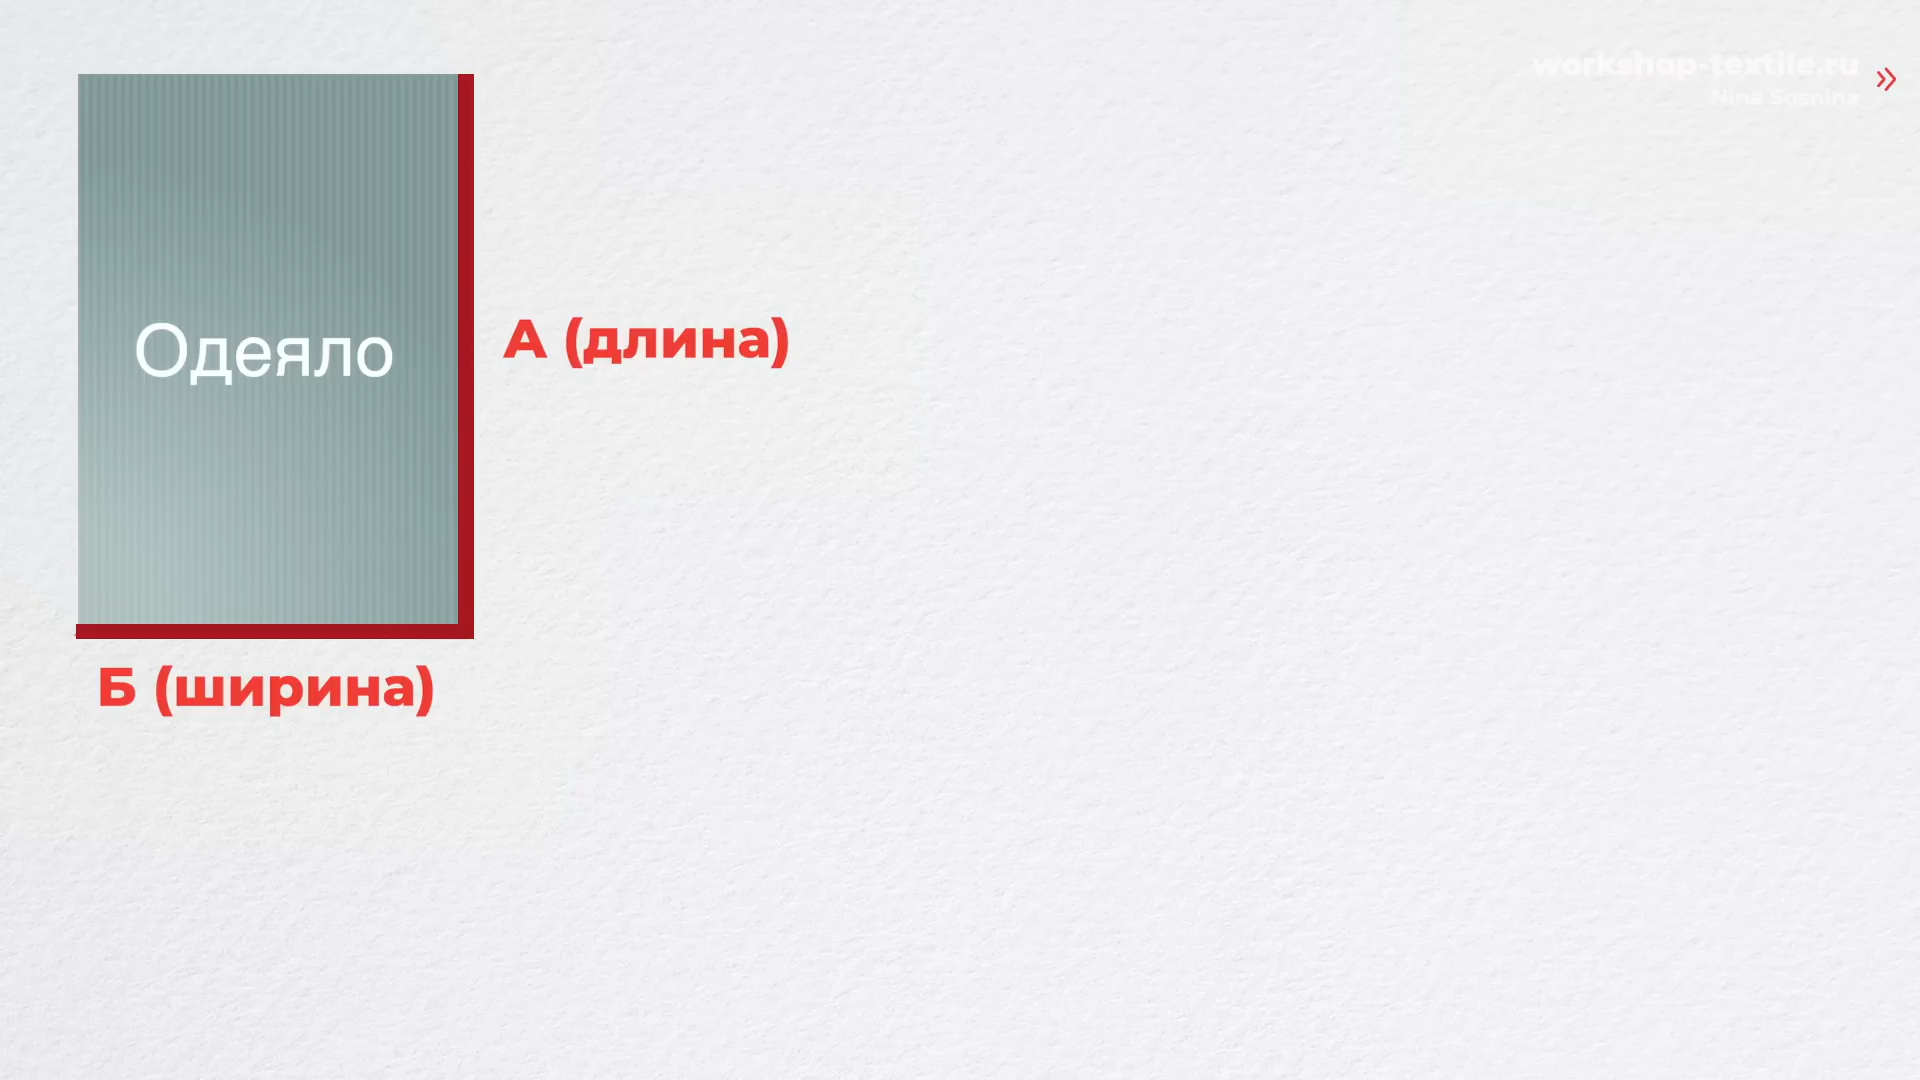 workshop-textile.ru
Nina Sosnina
Одеяло
А (длина)
Б (ширина)